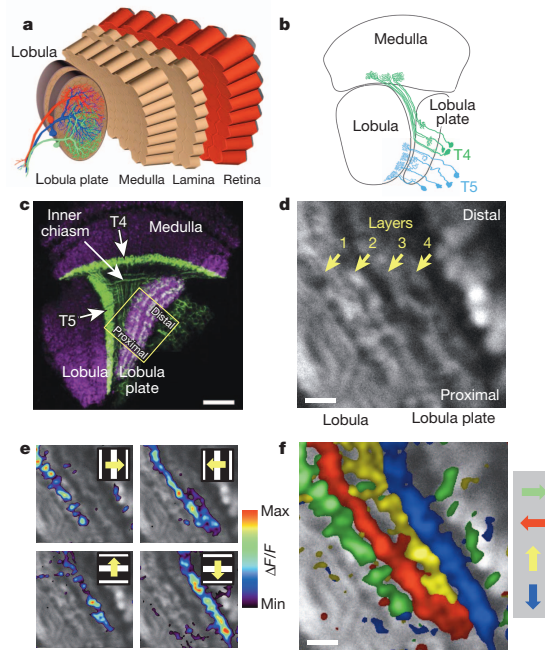 a
Lobula
Lobula plate Medulla Lamina Retina
b
Medulla
Lobula
Lobula
plate
T4
T5
c
Inner
chiasm
T4
Medulla
T5
Distal
Proximal
Lobula
Lobula
plate
d
Distal
Layers
1 2 3 4
Proximal
Lobula Lobula plate
e
Max
ΔF/F
Min
f